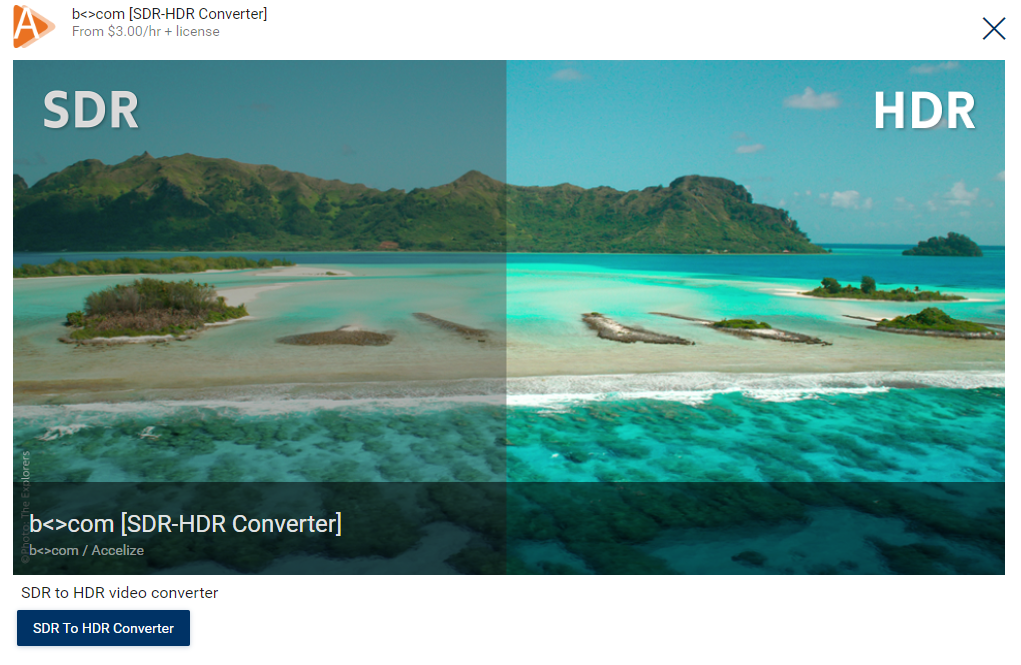 b<>com [SDR-HDR Converter]
From $3.00/hr + license
SDR
HDR
©Photo: The Explorers
b<>com [SDR-HDR Converter]
b<>com / Accelize
SDR to HDR video converter
SDR To HDR Converter